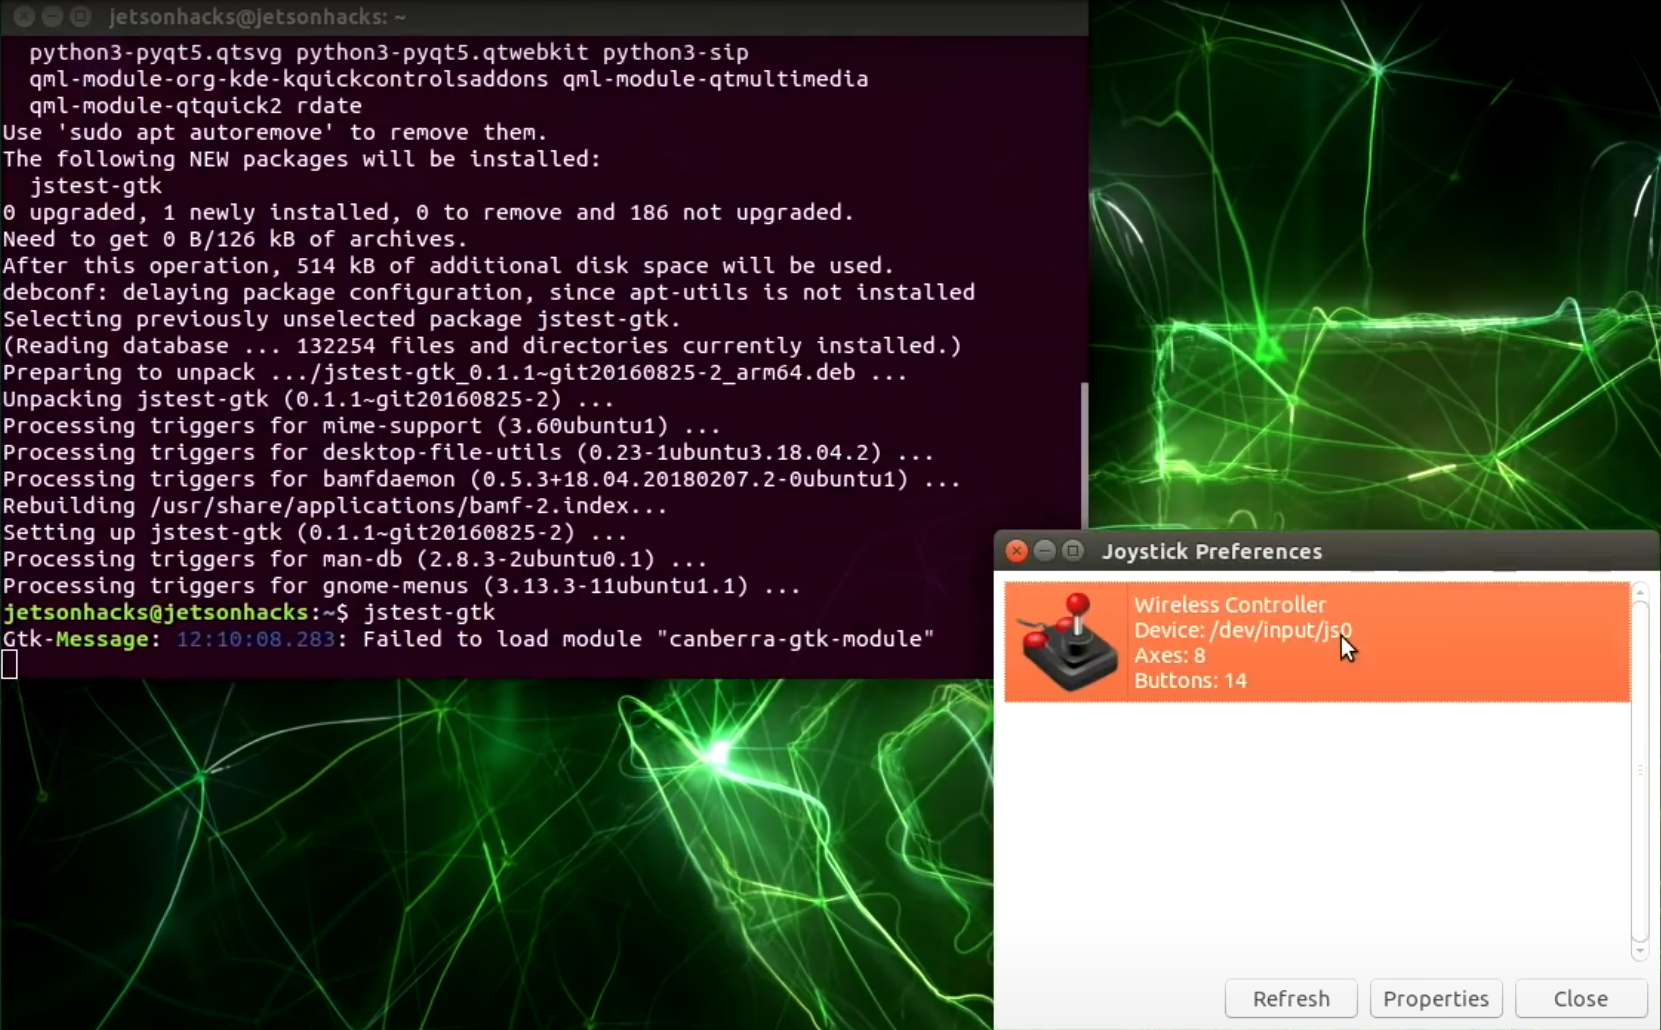 jetsonhacks@jetsonhacks: ~
python3-pyqt5.qtsvg python3-pyqt5.qtwebkit python3-sip
qml-module-org-kde-kquickcontrolsaddons qml-module-qtmultimedia
qml-module-qtquick2 rdate
Use 'sudo apt autoremove' to remove them.
The following NEW packages will be installed:
jstest-gtk
0 upgraded, 1 newly installed, 0 to remove and 186 not upgraded.
Need to get 0 B/126 kB of archives.
After this operation, 514 kB of additional disk space will be used.
debconf: delaying package configuration, since apt-utils is not installed
Selecting previously unselected package jstest-gtk.
(Reading database ... 132254 files and directories currently installed.)
Preparing to unpack .../jstest-gtk_0.1.1~git20160825-2_arm64.deb ...
Unpacking jstest-gtk (0.1.1~git20160825-2) ...
Processing triggers for mime-support (3.60ubuntu1) ...
Processing triggers for desktop-file-utils (0.23-1ubuntu3.18.04.2) ...
Processing triggers for bamfdaemon (0.5.3+18.04.20180207.2-0ubuntu1) ...
Rebuilding /usr/share/applications/bamf-2.index...
Setting up jstest-gtk (0.1.1~git20160825-2) ...
Processing triggers for man-db (2.8.3-2ubuntu0.1) ...
Processing triggers for gnome-menus (3.13.3-11ubuntu1.1) ...
jetsonhacks@jetsonhacks:~$ jstest-gtk
Gtk-Message: 12:10:08.283: Failed to load module "canberra-gtk-module"
Joystick Preferences
Wireless Controller
Device: /dev/input/js0
Axes: 8
Buttons: 14
Refresh
Properties
Close